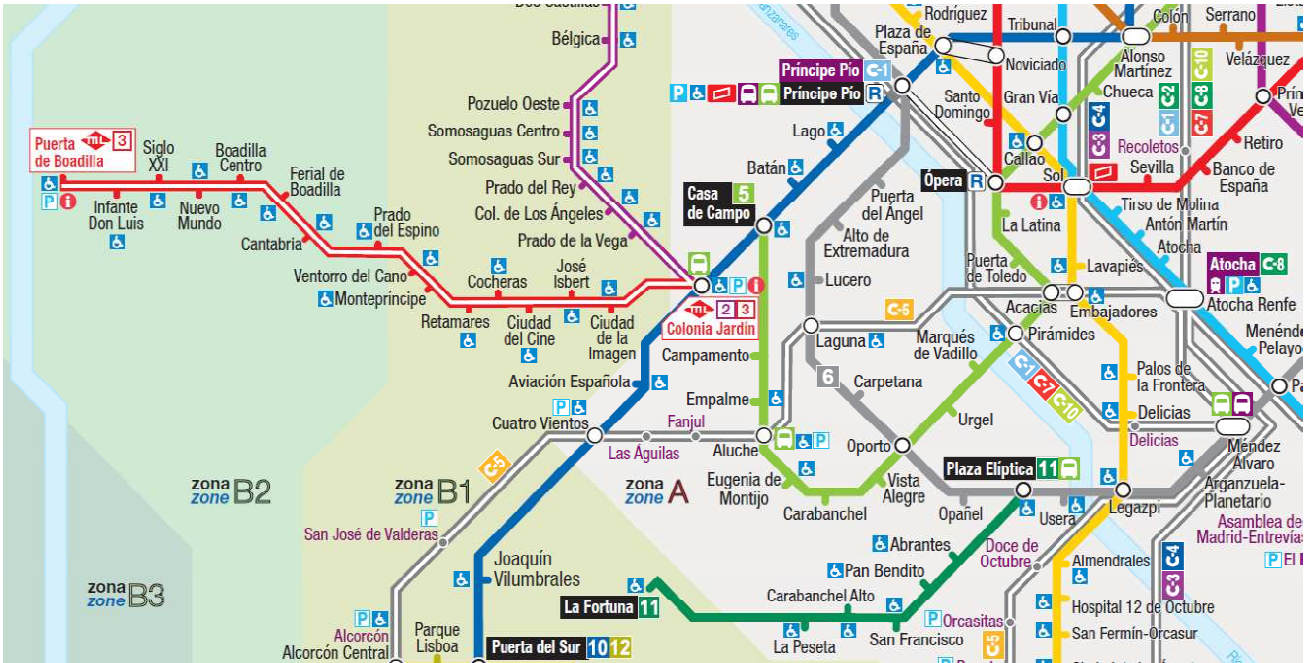 Rodríguez
Tribunal
Colón
Serrano
Bélgica
Plaza de
España
Noviciado
Alonso
Martínez
Velázquez
Príncipe Pío C-1
P Príncipe Pío R
Chueca
C-2
C-10
C-1
C-8
C-7
C-4
C-3
Pozuelo Oeste
Somosaguas Centro
Somosaguas Sur
Santo
Domingo
Gran Vía
Callao
Recoletos
Retiro
Lago
Puerta
de Boadilla
mL 3
P i
Siglo
XXI
Boadilla
Centro
Ferial de
Boadilla
Infante
Don Luis
Nuevo
Mundo
Cantabria
Prado
del Espino
Prado del Rey
Col. de Los Ángeles
Prado de la Vega
Batán
Casa
de Campo
5
Ópera R
Sol
i
Sevilla
Banco de
España
Puerta
del Ángel
Alto de
Extremadura
Lucero
La Latina
Tirso de Molina
Antón Martín
Atocha
Puerta
de Toledo
Lavapiés
Atocha C-8
P
Atocha Renfe
Ventorro del Cano
Montepríncipe
Cocheras
José
Isbert
P i
mL 2 3
Colonia Jardín
Retamares
Ciudad
del Cine
Ciudad
de la
Imagen
C-5
Acacias
Embajadores
Laguna
Marqués
de Vadillo
Pirámides
Campamento
6
Carpetana
C-1
C-7
C-10
Palos de
la Frontera
Aviación Española
Empalme
Urgel
Delicias
Delicias
P
Cuatro Vientos
Fanjul
Las Águilas
Aluche
P
Oporto
Méndez
Álvaro
C-5
Plaza Elíptica 11
Arganzuela-
Planetario
zona
zone B2
zona
zone B1
zona
zone A
Eugenia de
Montijo
Vista
Alegre
Carabanchel
Opañel
Usera
Legazpi
P
San José de Valderas
Joaquín
Vilumbrales
Abrantes
Doce de
Octubre
Almendrales
C-4
C-3
Pan Bendito
zona
zone B3
La Fortuna 11
Carabanchel Alto
Hospital 12 de Octubre
P Orcasitas
San Fermín-Orcasur
P
Alcorcón
Alcorcón Central
Parque
Lisboa
Puerta del Sur 10 12
La Peseta
San Francisco
C-5